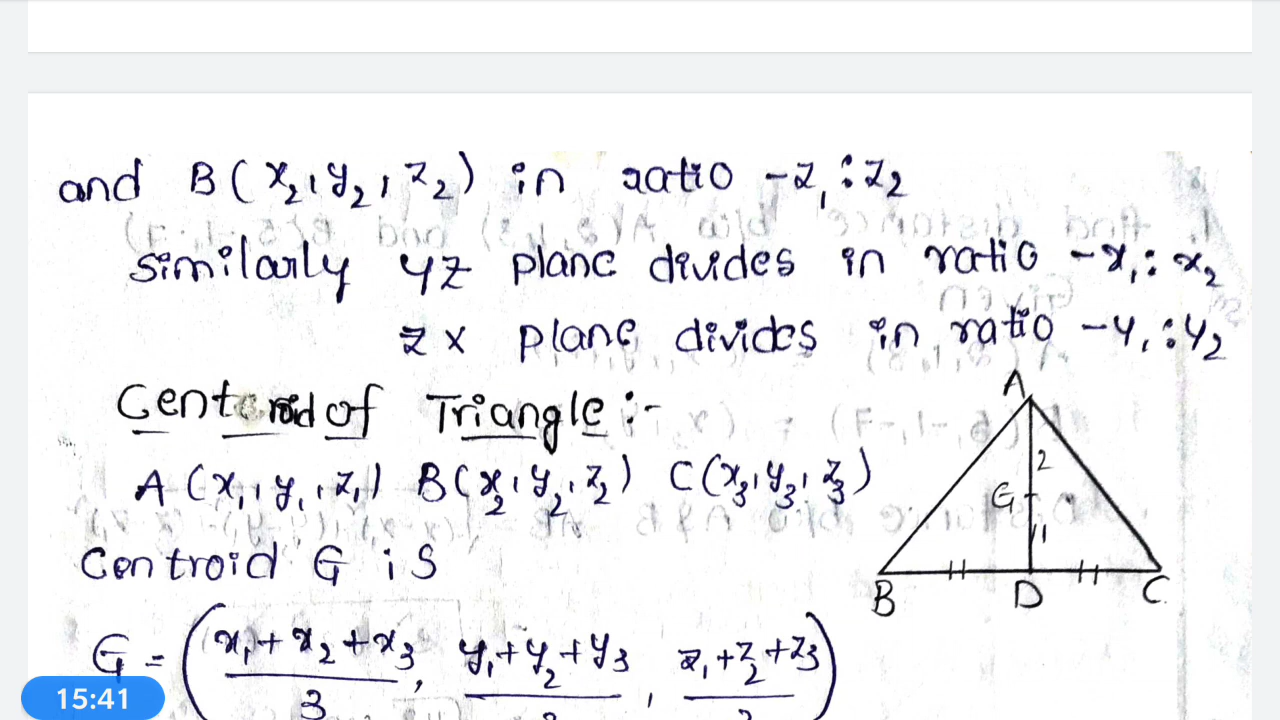 and B(x₂, y₂, z₂) in ratio -z₁ : z₂
similarly yz plane divides in ratio -x₁ : x₂
zx plane divides in ratio -y₁ : y₂
Centroid of Triangle :-
A (x₁, y₁, z₁) B(x₂, y₂, z₂) C(x₃, y₃, z₃)
Centroid G is
G = (x₁+x₂+x₃/3, y₁+y₂+y₃/3, z₁+z₂+z₃/3)
A
2
G
1
B D C
15:41